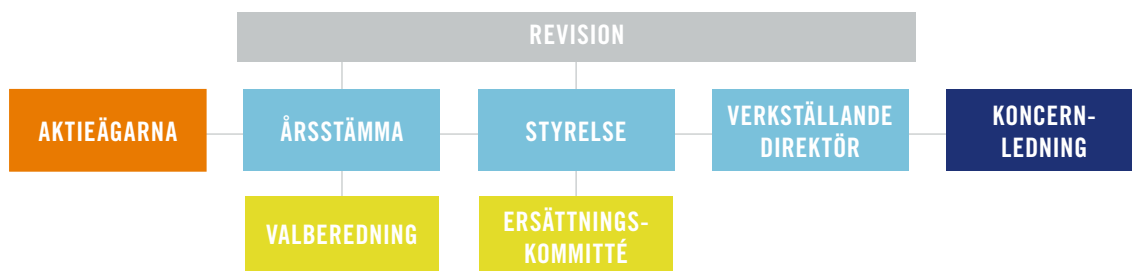 REVISION
AKTIEÄGARNA
ÅRSSTÄMMA
STYRELSE
VERKSTÄLLANDE
DIREKTÖR
KONCERN-
LEDNING
VALBEREDNING
ERSÄTTNINGS-
KOMMITTÉ